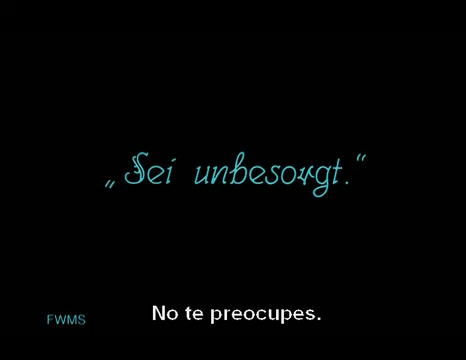 „Sei unbesorgt.“
FWMS
No te preocupes.